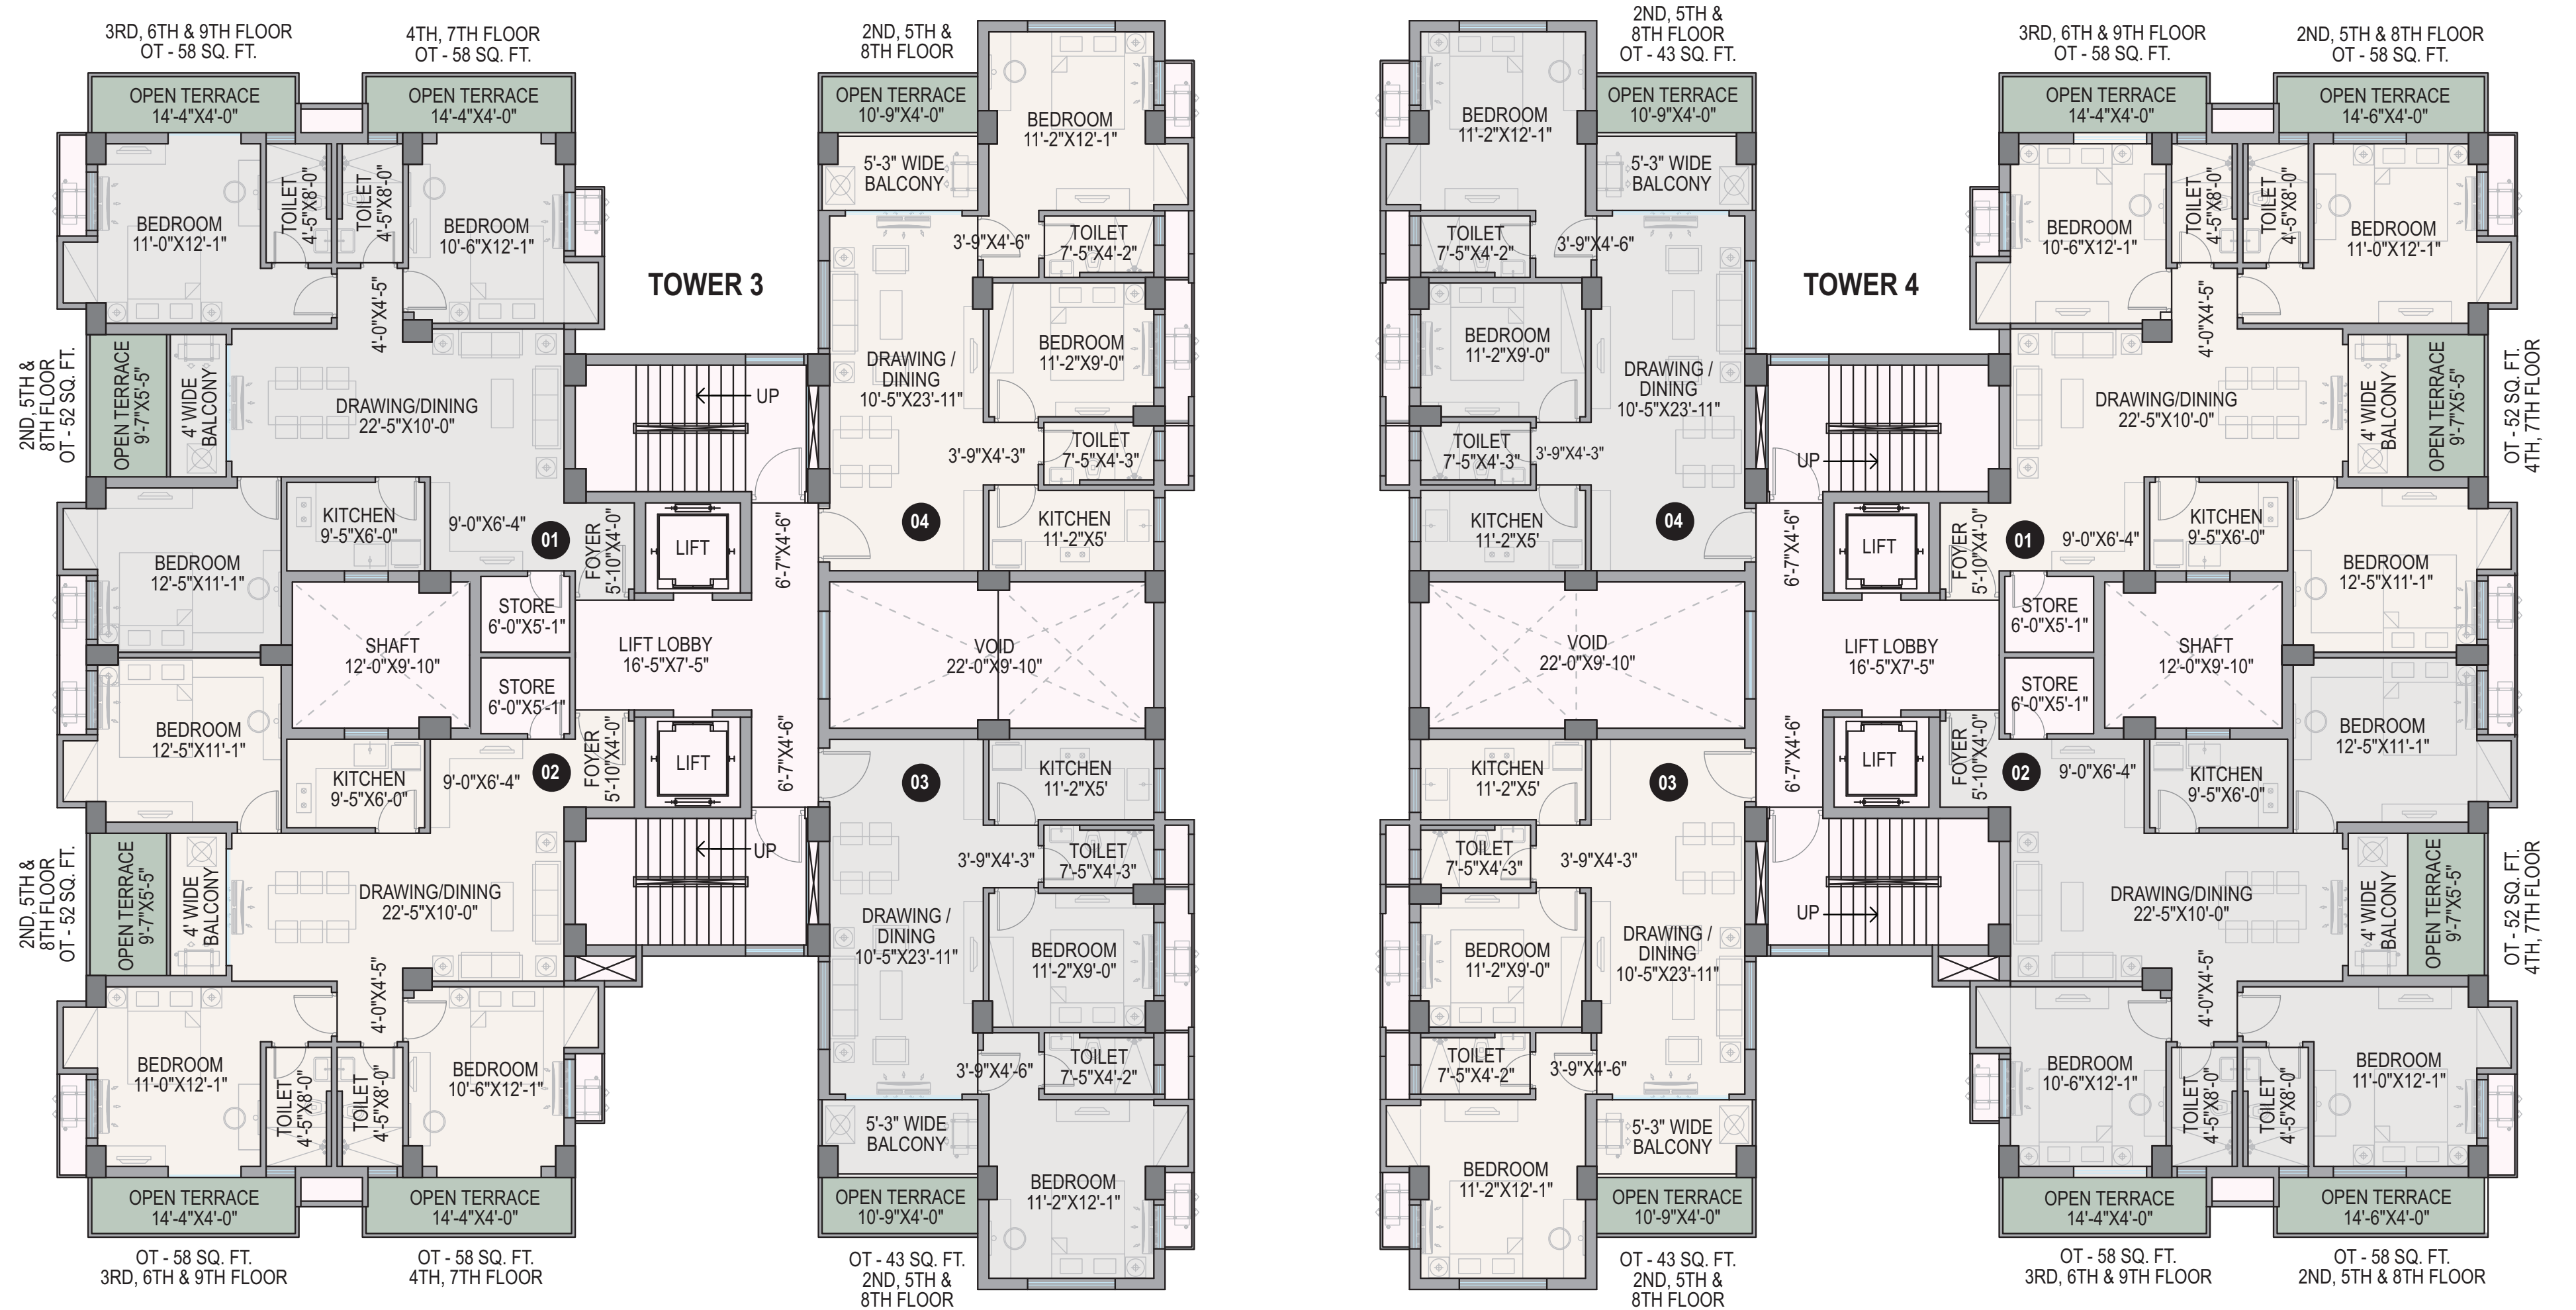 3RD, 6TH & 9TH FLOOR
OT - 58 SQ. FT.
4TH, 7TH FLOOR
OT - 58 SQ. FT.
2ND, 5TH &
8TH FLOOR
OPEN TERRACE
14'-4"X4'-0"
OPEN TERRACE
14'-4"X4'-0"
OPEN TERRACE
10'-9"X4'-0"
BEDROOM
11'-2"X12'-1"
5'-3" WIDE
BALCONY
TOILET
4'-5"X8'-0"
TOILET
4'-5"X8'-0"
BEDROOM
11'-0"X12'-1"
BEDROOM
10'-6"X12'-1"
3'-9"X4'-6"
TOILET
7'-5"X4'-2"
TOWER 3
4'-0"X4'-5"
2ND, 5TH &
8TH FLOOR
OT - 52 SQ. FT.
OPEN TERRACE
9'-7"X5'-5"
4' WIDE
BALCONY
DRAWING/DINING
22'-5"X10'-0"
UP
DRAWING /
DINING
10'-5"X23'-11"
BEDROOM
11'-2"X9'-0"
3'-9"X4'-3"
TOILET
7'-5"X4'-3"
KITCHEN
9'-5"X6'-0"
9'-0"X6'-4"
01
FOYER
5'-10"X4'-0"
LIFT
6'-7"X4'-6"
04
KITCHEN
11'-2"X5'
BEDROOM
12'-5"X11'-1"
STORE
6'-0"X5'-1"
SHAFT
12'-0"X9'-10"
LIFT LOBBY
16'-5"X7'-5"
VOID
22'-0"X9'-10"
STORE
6'-0"X5'-1"
BEDROOM
12'-5"X11'-1"
KITCHEN
9'-5"X6'-0"
9'-0"X6'-4"
02
FOYER
5'-10"X4'-0"
LIFT
6'-7"X4'-6"
03
KITCHEN
11'-2"X5'
2ND, 5TH &
8TH FLOOR
OT - 52 SQ. FT.
OPEN TERRACE
9'-7"X5'-5"
4' WIDE
BALCONY
DRAWING/DINING
22'-5"X10'-0"
UP
3'-9"X4'-3"
TOILET
7'-5"X4'-3"
DRAWING /
DINING
10'-5"X23'-11"
BEDROOM
11'-2"X9'-0"
4'-0"X4'-5"
BEDROOM
11'-0"X12'-1"
TOILET
4'-5"X8'-0"
TOILET
4'-5"X8'-0"
BEDROOM
10'-6"X12'-1"
3'-9"X4'-6"
TOILET
7'-5"X4'-2"
5'-3" WIDE
BALCONY
BEDROOM
11'-2"X12'-1"
OPEN TERRACE
14'-4"X4'-0"
OPEN TERRACE
14'-4"X4'-0"
OPEN TERRACE
10'-9"X4'-0"
OT - 58 SQ. FT.
3RD, 6TH & 9TH FLOOR
OT - 58 SQ. FT.
4TH, 7TH FLOOR
OT - 43 SQ. FT.
2ND, 5TH &
8TH FLOOR
2ND, 5TH &
8TH FLOOR
OT - 43 SQ. FT.
3RD, 6TH & 9TH FLOOR
OT - 58 SQ. FT.
2ND, 5TH & 8TH FLOOR
OT - 58 SQ. FT.
BEDROOM
11'-2"X12'-1"
OPEN TERRACE
10'-9"X4'-0"
OPEN TERRACE
14'-4"X4'-0"
OPEN TERRACE
14'-6"X4'-0"
5'-3" WIDE
BALCONY
TOILET
7'-5"X4'-2"
3'-9"X4'-6"
BEDROOM
10'-6"X12'-1"
TOILET
4'-5"X8'-0"
TOILET
4'-5"X8'-0"
BEDROOM
11'-0"X12'-1"
TOWER 4
4'-0"X4'-5"
BEDROOM
11'-2"X9'-0"
DRAWING /
DINING
10'-5"X23'-11"
DRAWING/DINING
22'-5"X10'-0"
4' WIDE
BALCONY
OPEN TERRACE
9'-7"X5'-5"
OT - 52 SQ. FT.
4TH, 7TH FLOOR
TOILET
7'-5"X4'-3"
3'-9"X4'-3"
UP
KITCHEN
11'-2"X5'
04
6'-7"X4'-6"
LIFT
FOYER
5'-10"X4'-0"
01
9'-0"X6'-4"
KITCHEN
9'-5"X6'-0"
BEDROOM
12'-5"X11'-1"
VOID
22'-0"X9'-10"
LIFT LOBBY
16'-5"X7'-5"
STORE
6'-0"X5'-1"
SHAFT
12'-0"X9'-10"
STORE
6'-0"X5'-1"
BEDROOM
12'-5"X11'-1"
KITCHEN
11'-2"X5'
03
6'-7"X4'-6"
LIFT
FOYER
5'-10"X4'-0"
02
9'-0"X6'-4"
KITCHEN
9'-5"X6'-0"
TOILET
7'-5"X4'-3"
3'-9"X4'-3"
UP
DRAWING/DINING
22'-5"X10'-0"
4' WIDE
BALCONY
OPEN TERRACE
9'-7"X5'-5"
OT - 52 SQ. FT.
4TH, 7TH FLOOR
BEDROOM
11'-2"X9'-0"
DRAWING /
DINING
10'-5"X23'-11"
4'-0"X4'-5"
TOILET
7'-5"X4'-2"
3'-9"X4'-6"
BEDROOM
10'-6"X12'-1"
TOILET
4'-5"X8'-0"
TOILET
4'-5"X8'-0"
BEDROOM
11'-0"X12'-1"
5'-3" WIDE
BALCONY
BEDROOM
11'-2"X12'-1"
OPEN TERRACE
10'-9"X4'-0"
OPEN TERRACE
14'-4"X4'-0"
OPEN TERRACE
14'-6"X4'-0"
OT - 43 SQ. FT.
2ND, 5TH &
8TH FLOOR
OT - 58 SQ. FT.
3RD, 6TH & 9TH FLOOR
OT - 58 SQ. FT.
2ND, 5TH & 8TH FLOOR